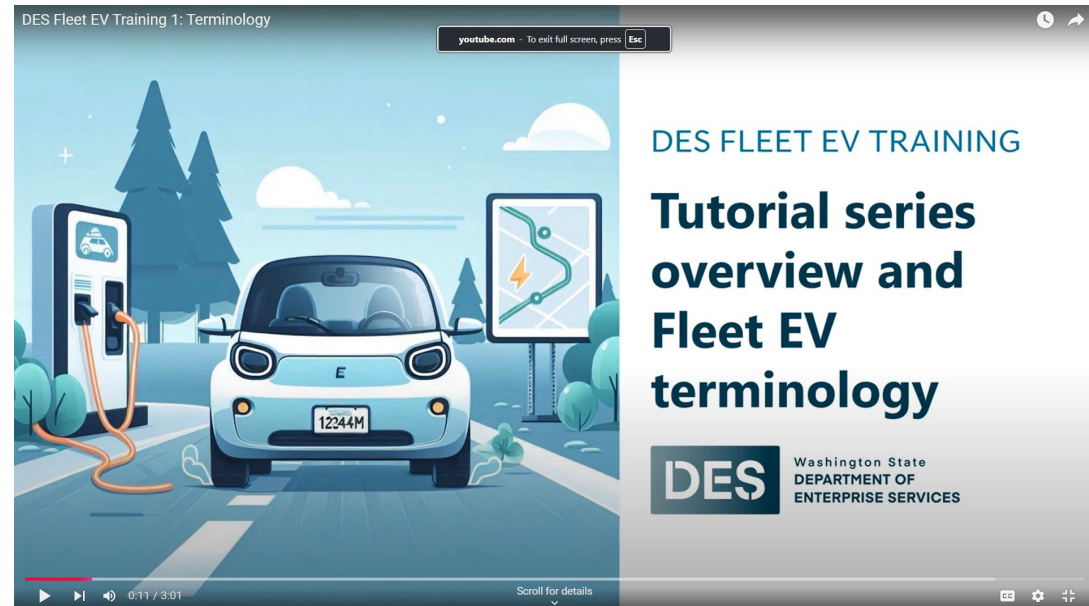 DES Fleet EV Training 1: Terminology
youtube.com - To exit full screen, press Esc
DES FLEET EV TRAINING
Tutorial series
overview and
Fleet EV
terminology
E
12344M
DES
Washington State
DEPARTMENT OF
ENTERPRISE SERVICES
0:11 / 3:01
Scroll for details
CC